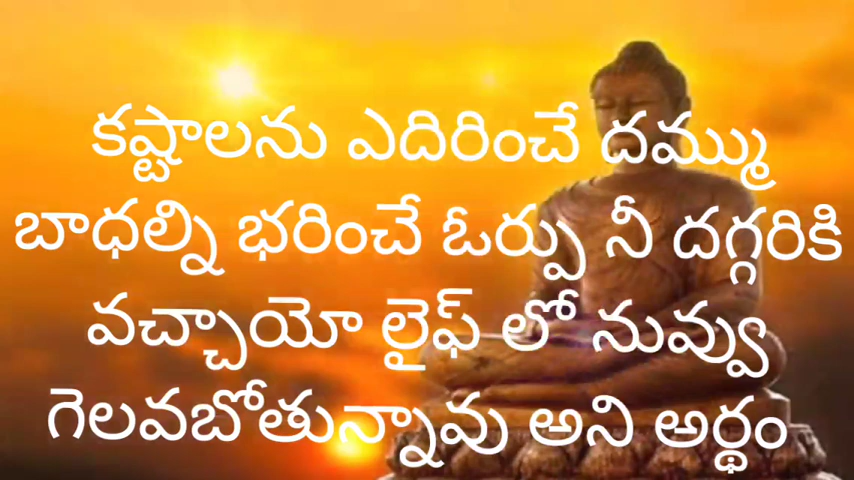 కష్టాలను ఎదిరించే దమ్ము
బాధల్ని భరించే ఓర్పు నీ దగ్గరికి
వచ్చాయో లైఫ్ లో నువ్వు
గెలవబోతున్నావు అని అర్థం